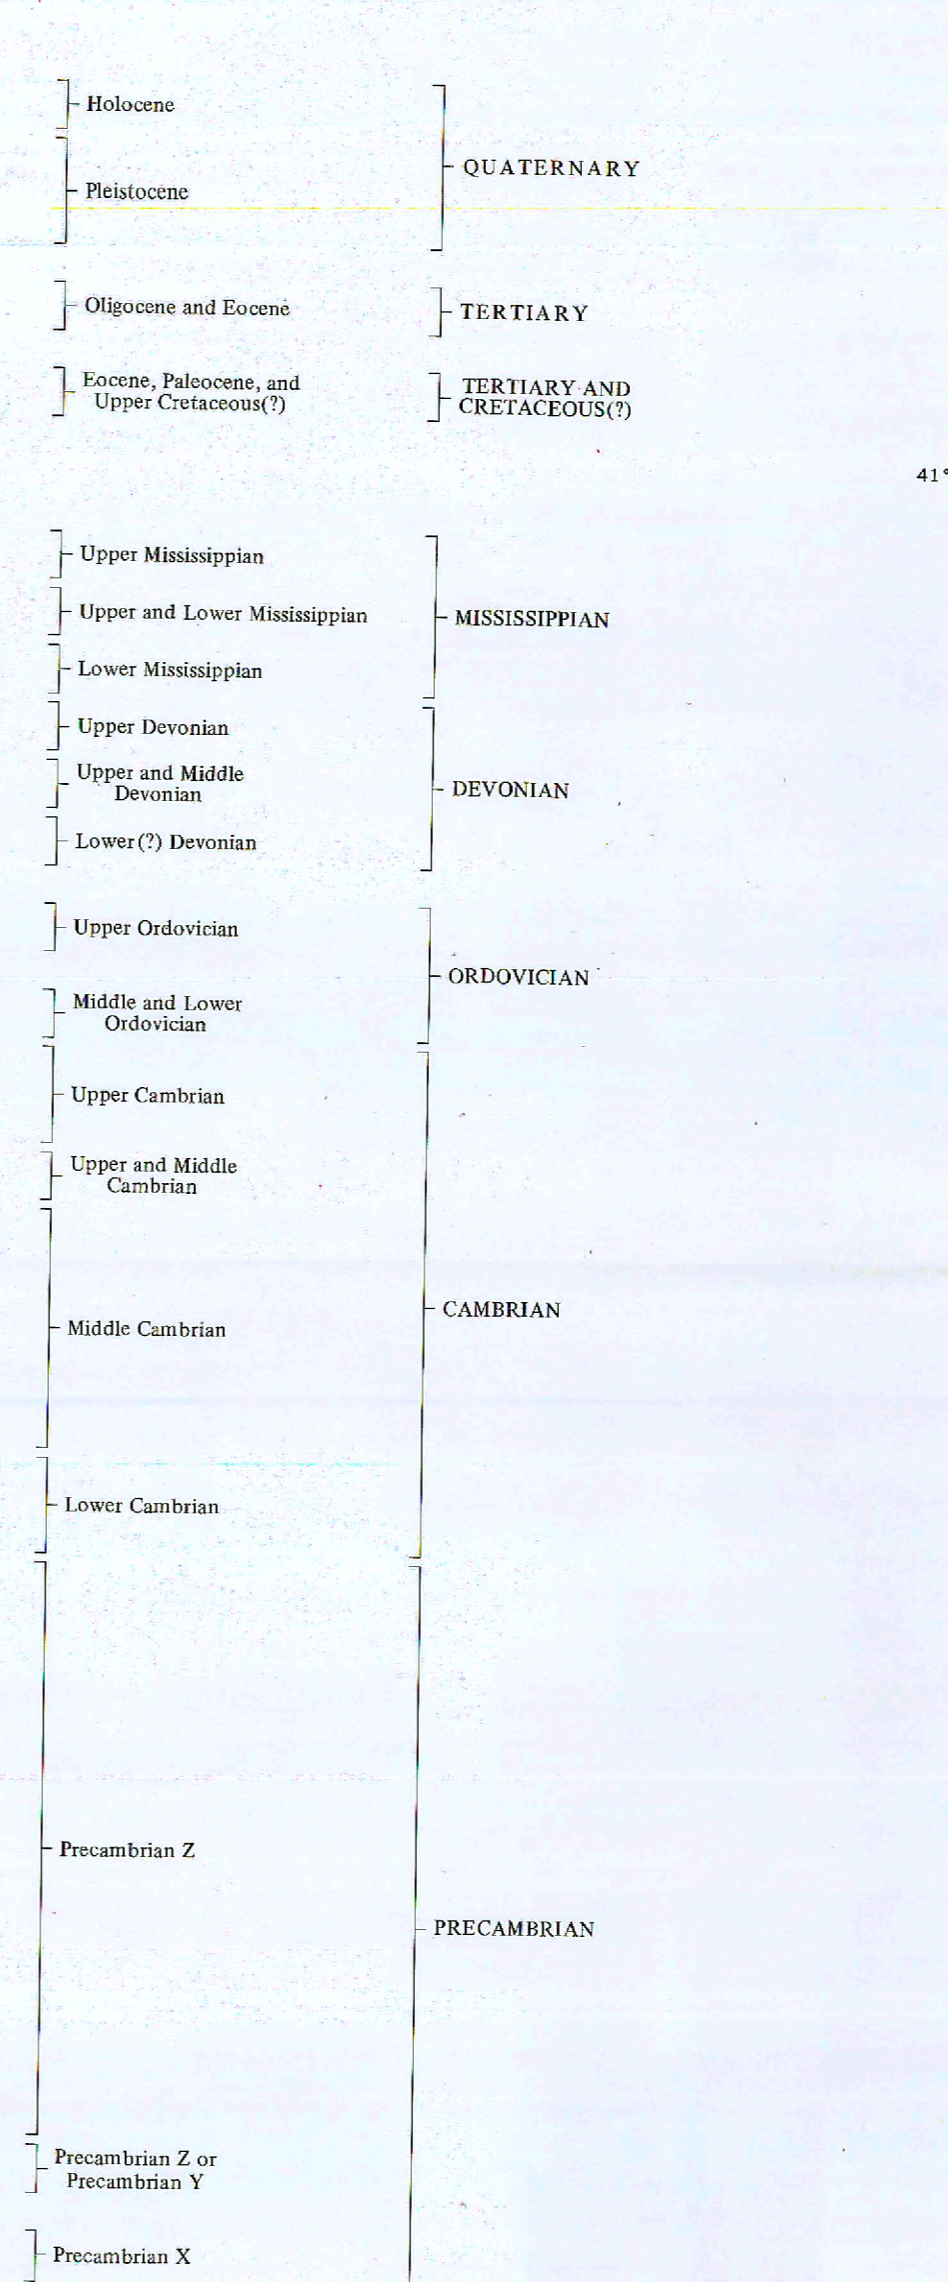 Holocene
QUATERNARY
Pleistocene
Oligocene and Eocene
TERTIARY
Eocene, Paleocene, and
Upper Cretaceous(?)
TERTIARY AND
CRETACEOUS(?)
41°
Upper Mississippian
Upper and Lower Mississippian
MISSISSIPPIAN
Lower Mississippian
Upper Devonian
Upper and Middle
Devonian
DEVONIAN
Lower(?) Devonian
Upper Ordovician
ORDOVICIAN
Middle and Lower
Ordovician
Upper Cambrian
Upper and Middle
Cambrian
CAMBRIAN
Middle Cambrian
Lower Cambrian
Precambrian Z
PRECAMBRIAN
Precambrian Z or
Precambrian Y
Precambrian X